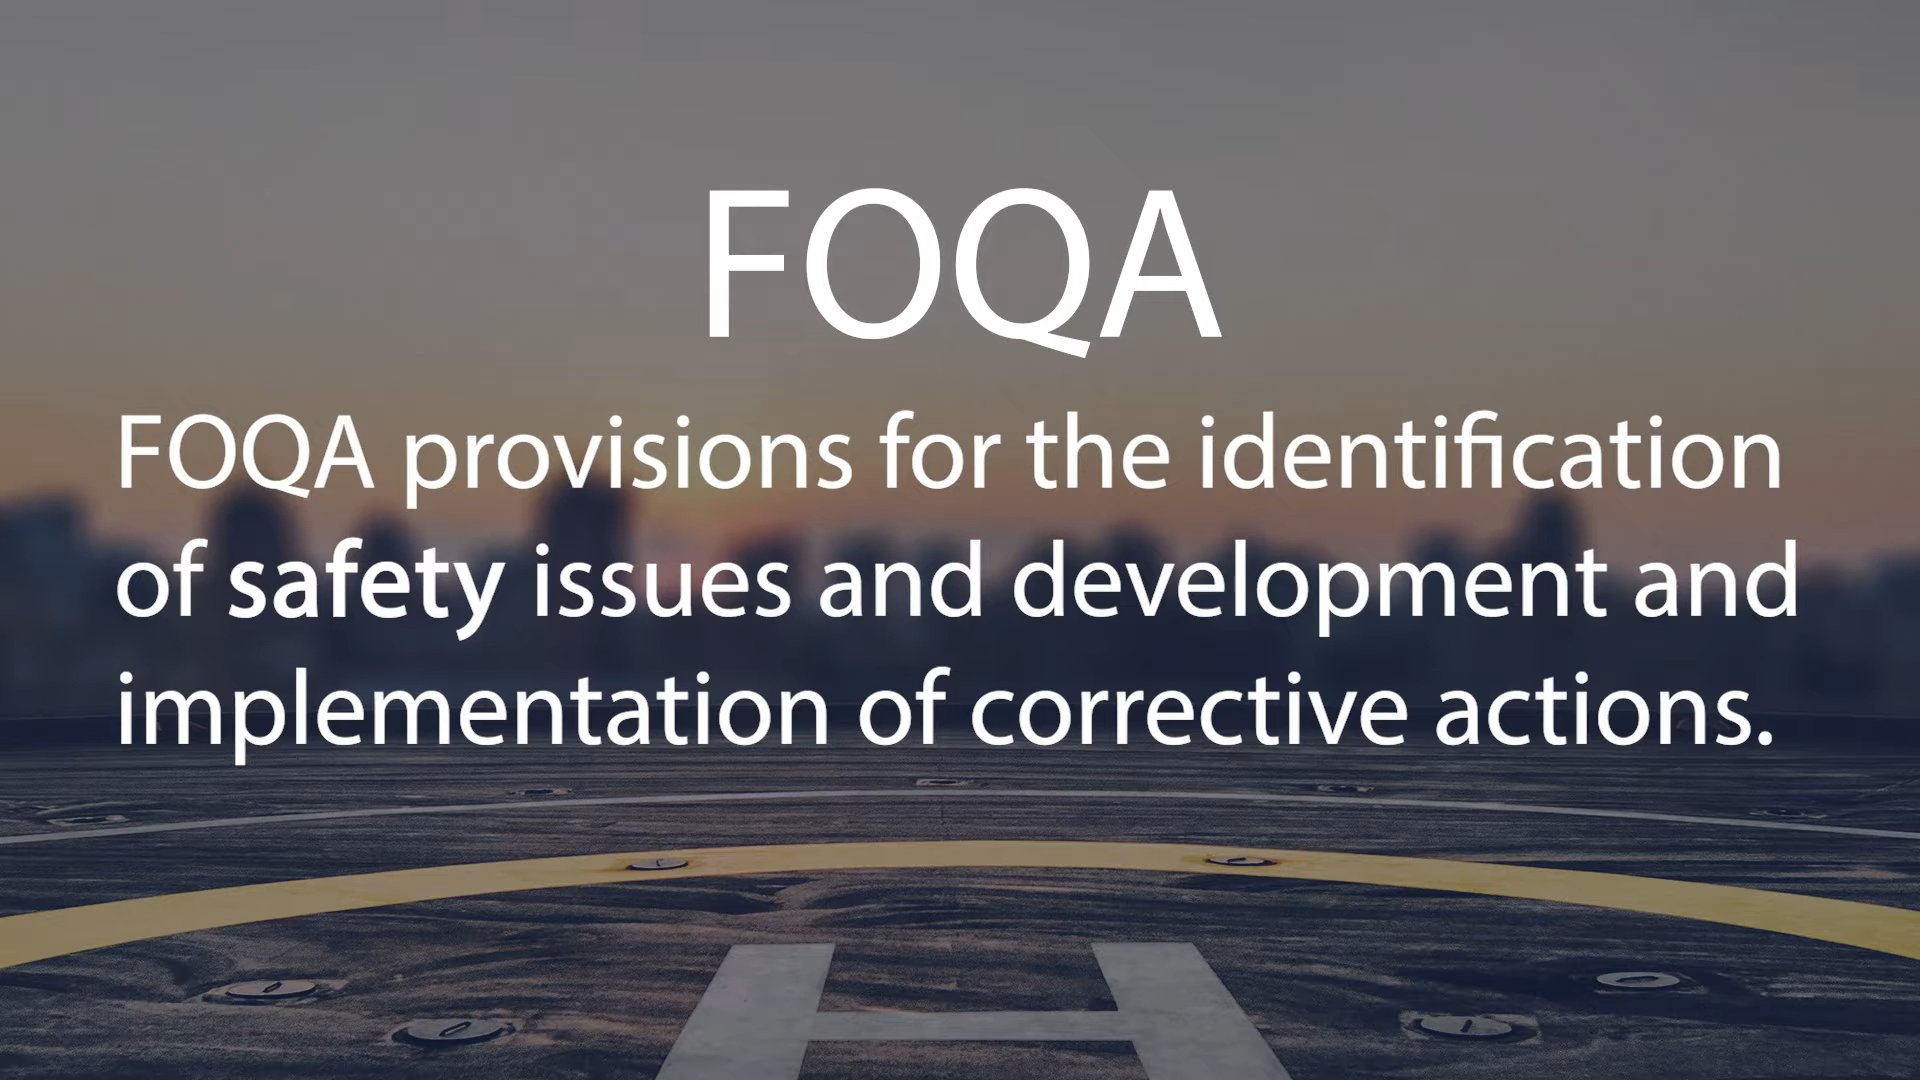 FOQA
FOQA provisions for the identification
of safety issues and development and
implementation of corrective actions.
H